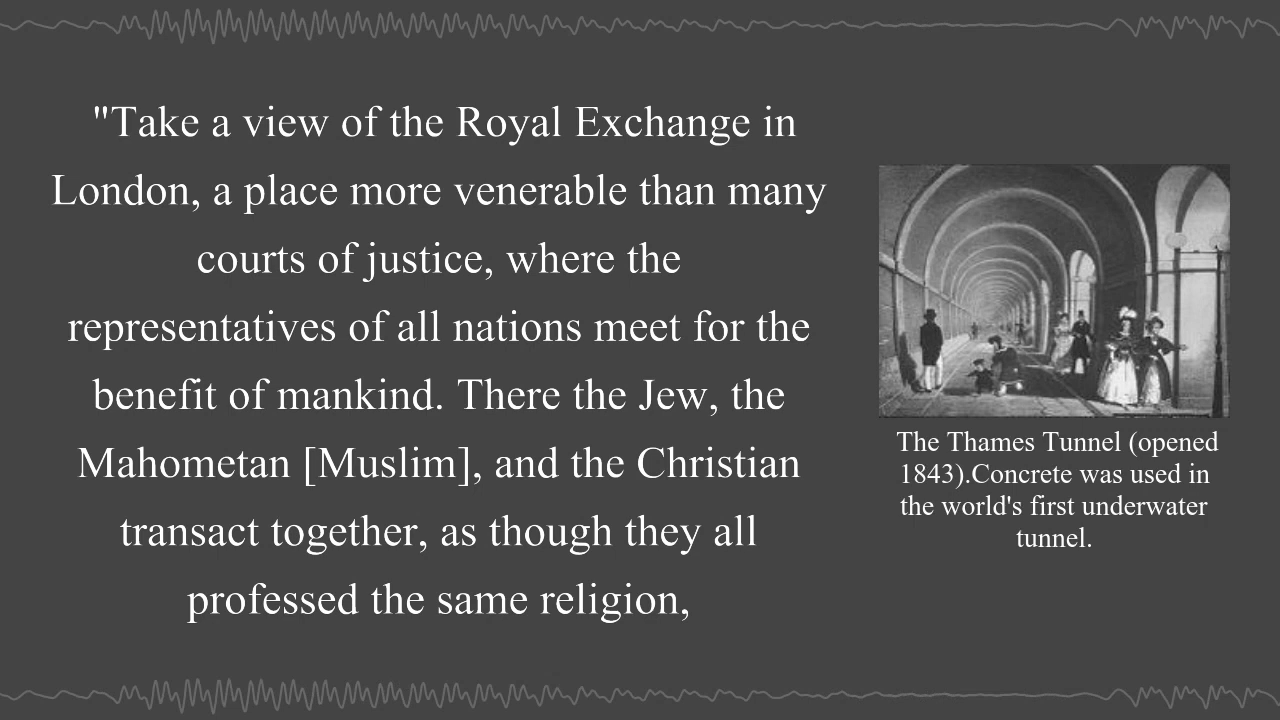 "Take a view of the Royal Exchange in
London, a place more venerable than many
courts of justice, where the
representatives of all nations meet for the
benefit of mankind. There the Jew, the
Mahometan [Muslim], and the Christian
transact together, as though they all
professed the same religion,
The Thames Tunnel (opened
1843).Concrete was used in
the world's first underwater
tunnel.